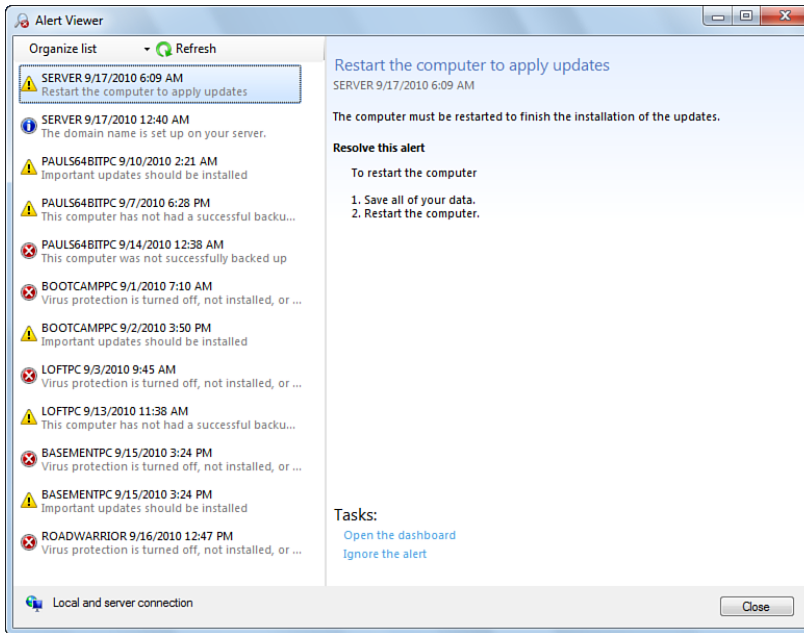 Alert Viewer
Organize list
Refresh
SERVER 9/17/2010 6:09 AM
Restart the computer to apply updates
SERVER 9/17/2010 12:40 AM
The domain name is set up on your server.
PAULS64BITPC 9/10/2010 2:21 AM
Important updates should be installed
PAULS64BITPC 9/7/2010 6:28 PM
This computer has not had a successful backu...
PAULS64BITPC 9/14/2010 12:38 AM
This computer was not successfully backed up
BOOTCAMPPC 9/1/2010 7:10 AM
Virus protection is turned off, not installed, or ...
BOOTCAMPPC 9/2/2010 3:50 PM
Important updates should be installed
LOFTPC 9/3/2010 9:45 AM
Virus protection is turned off, not installed, or ...
LOFTPC 9/13/2010 11:38 AM
This computer has not had a successful backu...
BASEMENTPC 9/15/2010 3:24 PM
Virus protection is turned off, not installed, or ...
BASEMENTPC 9/15/2010 3:24 PM
Important updates should be installed
ROADWARRIOR 9/16/2010 12:47 PM
Virus protection is turned off, not installed, or ...
Restart the computer to apply updates
SERVER 9/17/2010 6:09 AM
The computer must be restarted to finish the installation of the updates.
Resolve this alert
To restart the computer
1. Save all of your data.
2. Restart the computer.
Tasks:
Open the dashboard
Ignore the alert
Local and server connection
Close